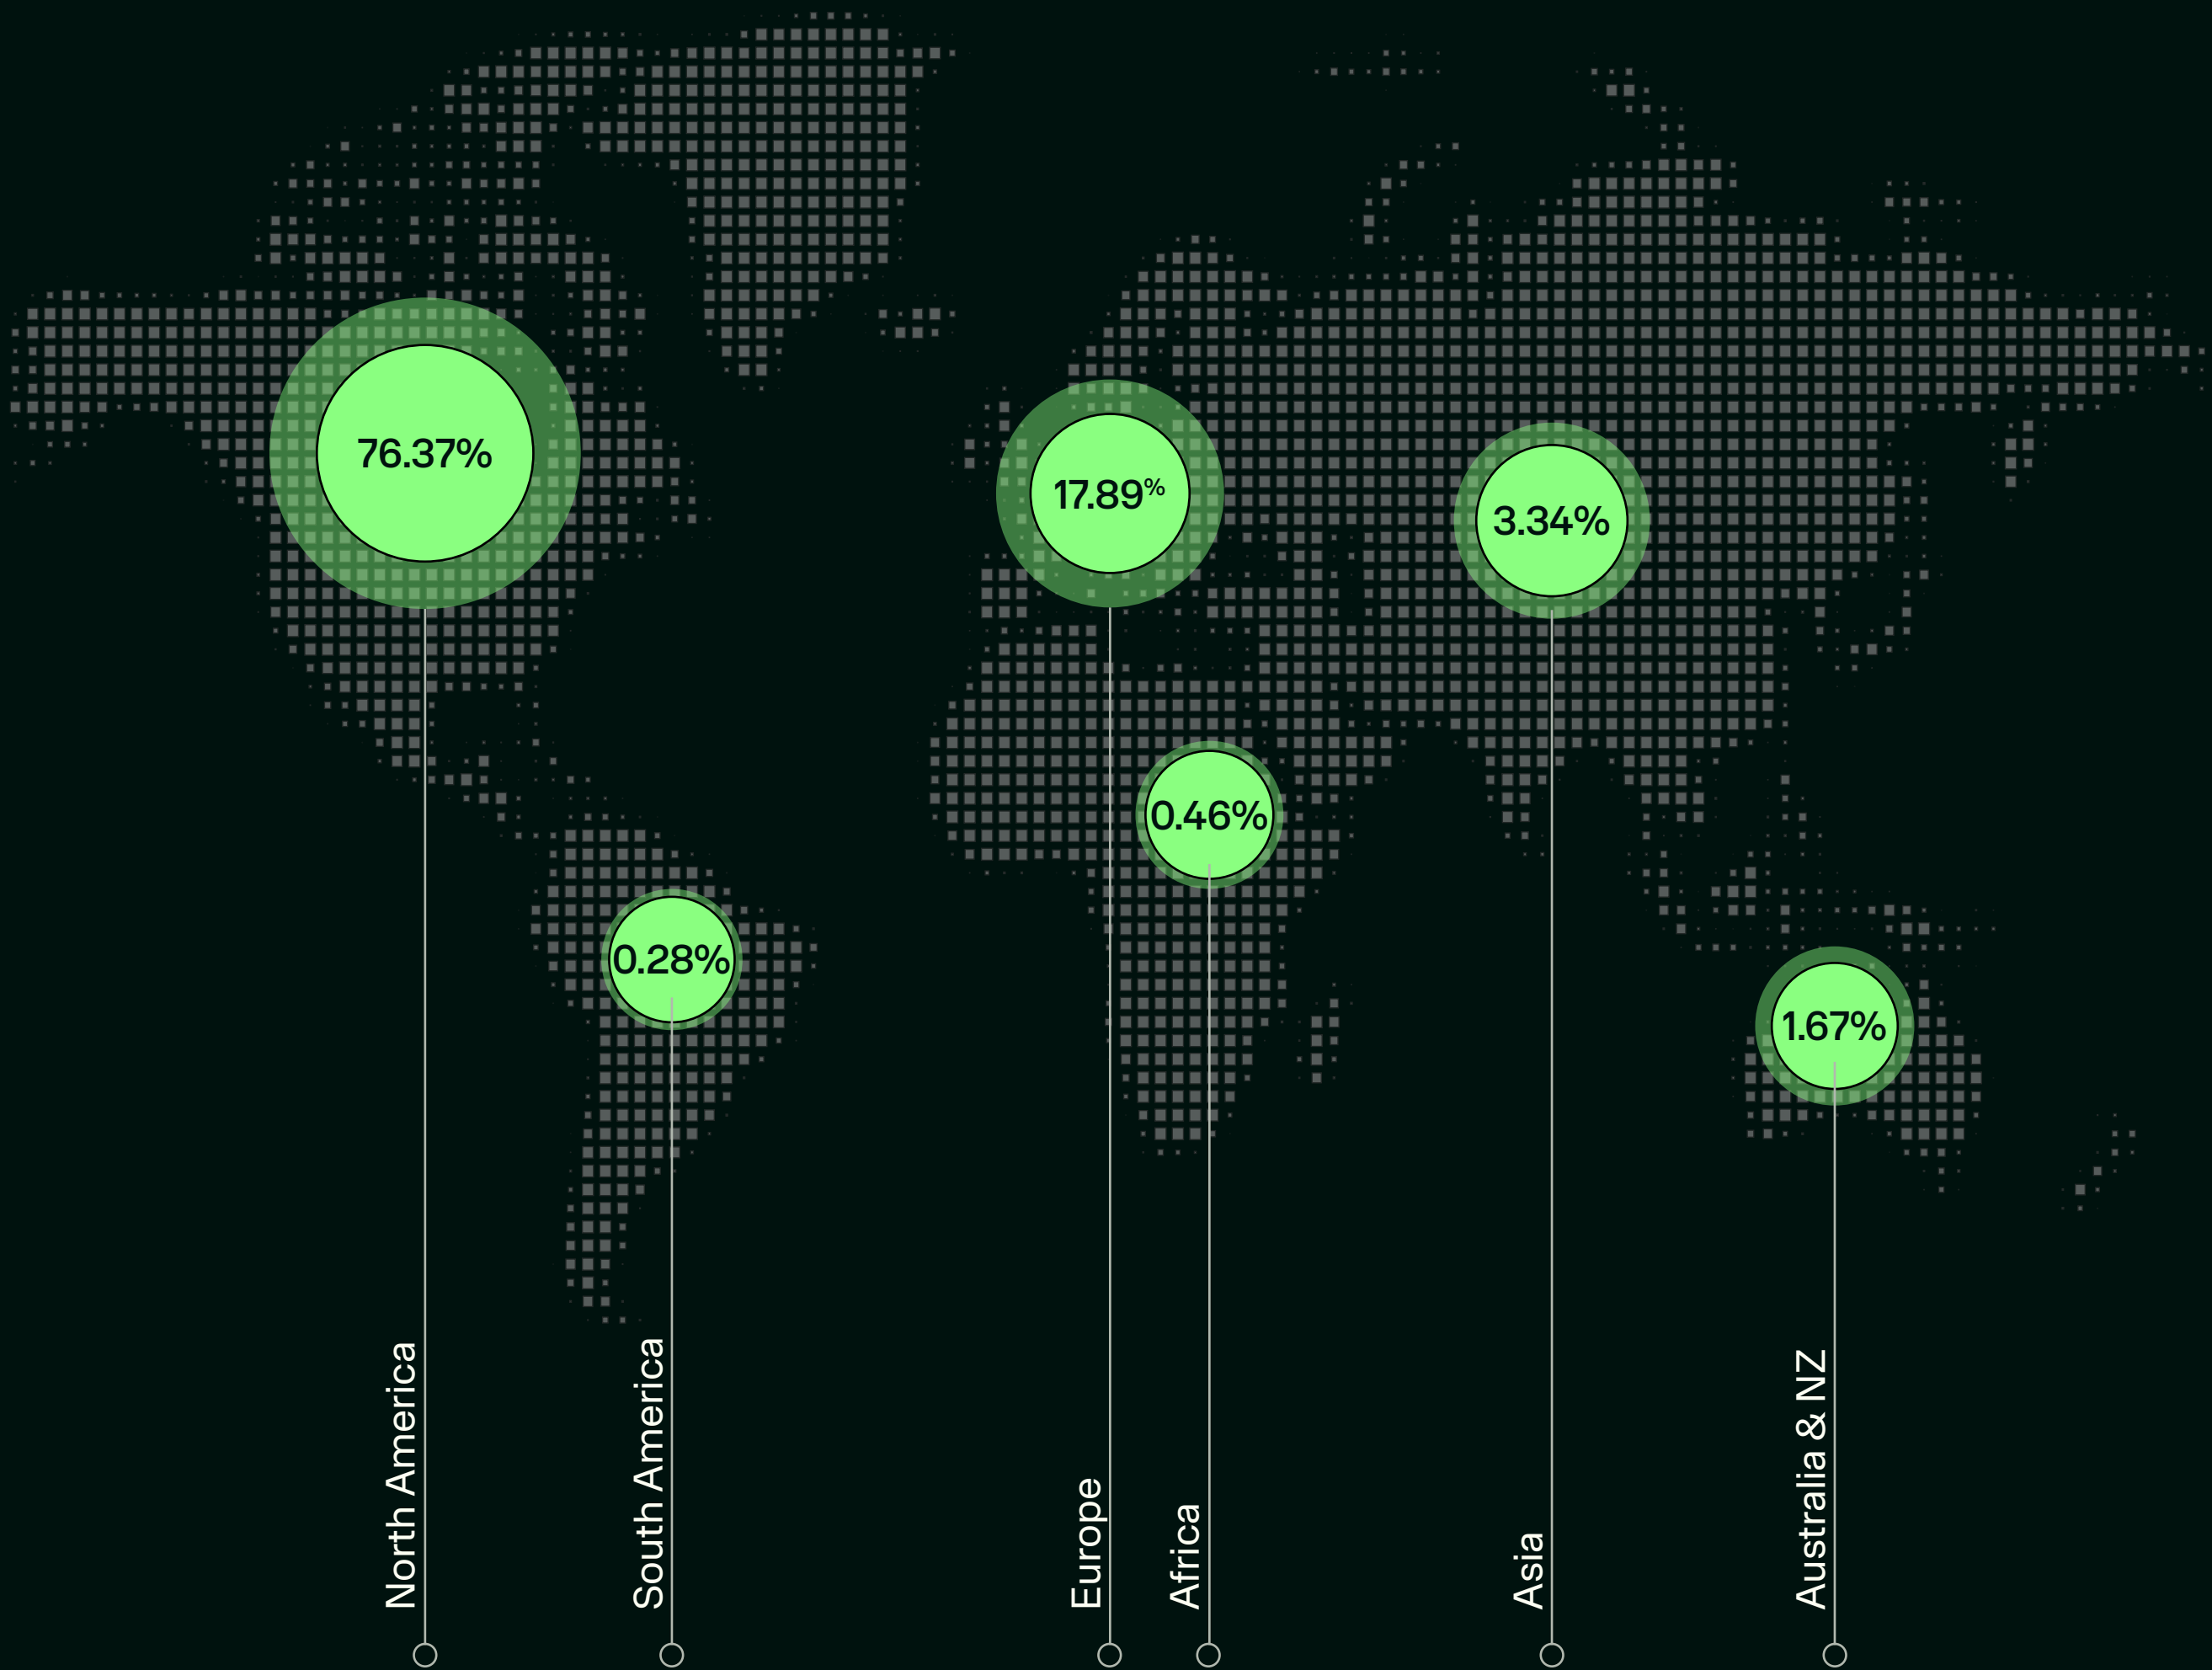 76.37%
17.89%
3.34%
0.46%
0.28%
1.67%
North America
South America
Europe
Africa
Asia
Australia & NZ